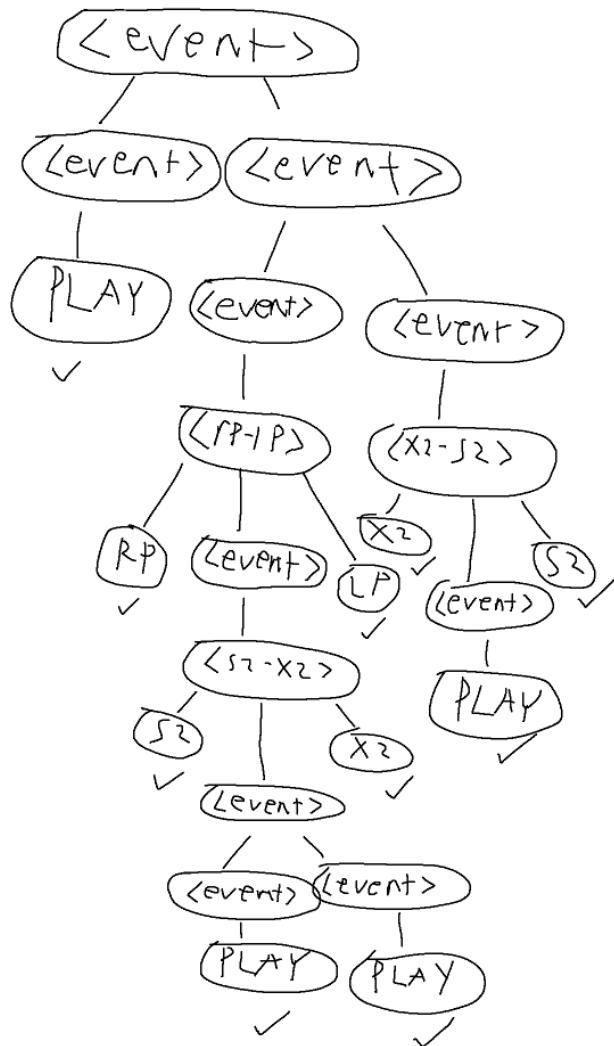 <event>
<event> <event>
PLAY <event> <event>
<rp-lp> <x2-s2>
RP <event> LP X2 <event> S2
<s2-x2> PLAY
S2 <event> X2
<event> <event>
PLAY PLAY